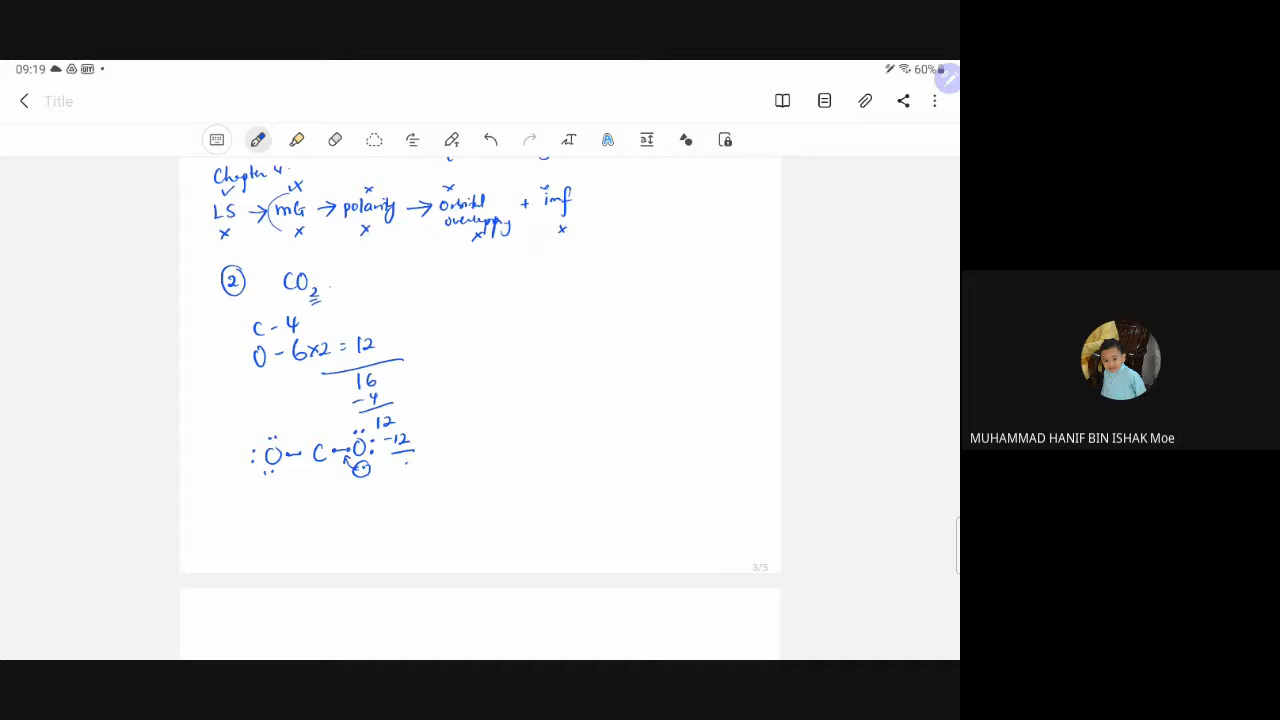 09:19
60%
Title
Chapter 4.
LS → MG → polarity → Orbital overlapping + imf
② CO₂
C - 4
O - 6x2 = 12
16
-4
12
-12
O - C - O
3/5
MUHAMMAD HANIF BIN ISHAK Moe